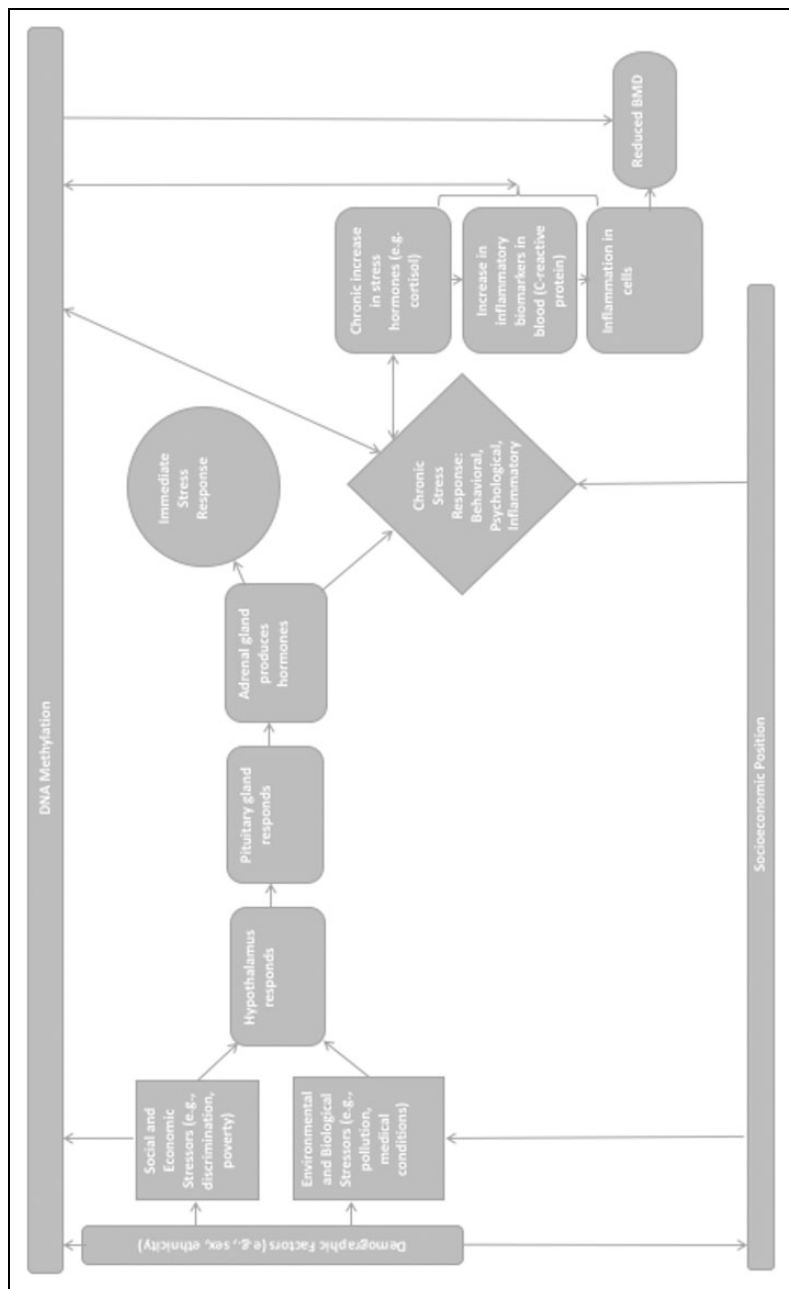 DNA Methylation
Demographic Factors (e.g., sex, ethnicity)
Social and
Economic
Stressors (e.g.,
discrimination,
poverty)
Environmental
and Biological
Stressors (e.g.,
pollution,
medical
conditions)
Hypothalamus
responds
Pituitary gland
responds
Adrenal gland
produces
hormones
Immediate
Stress
Response
Chronic
Stress
Response:
Behavioral,
Psychological,
Inflammatory
Chronic increase
in stress
hormones (e.g.
cortisol)
Increase in
inflammatory
biomarkers in
blood (C-reactive
protein)
Inflammation in
cells
Reduced BMD
Socioeconomic Position